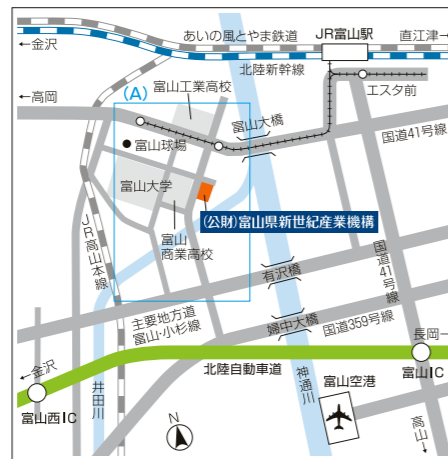 ←金沢
あいの風とやま鉄道
JR富山駅
直江津→
北陸新幹線
←高岡
(A)
富山工業高校
エスタ前
富山大橋
国道41号線
富山球場
富山大学
(公財)富山県新世紀産業機構
富山
商業高校
JR高山本線
有沢橋
国道
41号線
主要地方道
富山・小杉線
婦中大橋
国道359号線
長岡→
←金沢
北陸自動車道
井田川
神通川
富山空港
富山IC
富山西IC
N
高山→